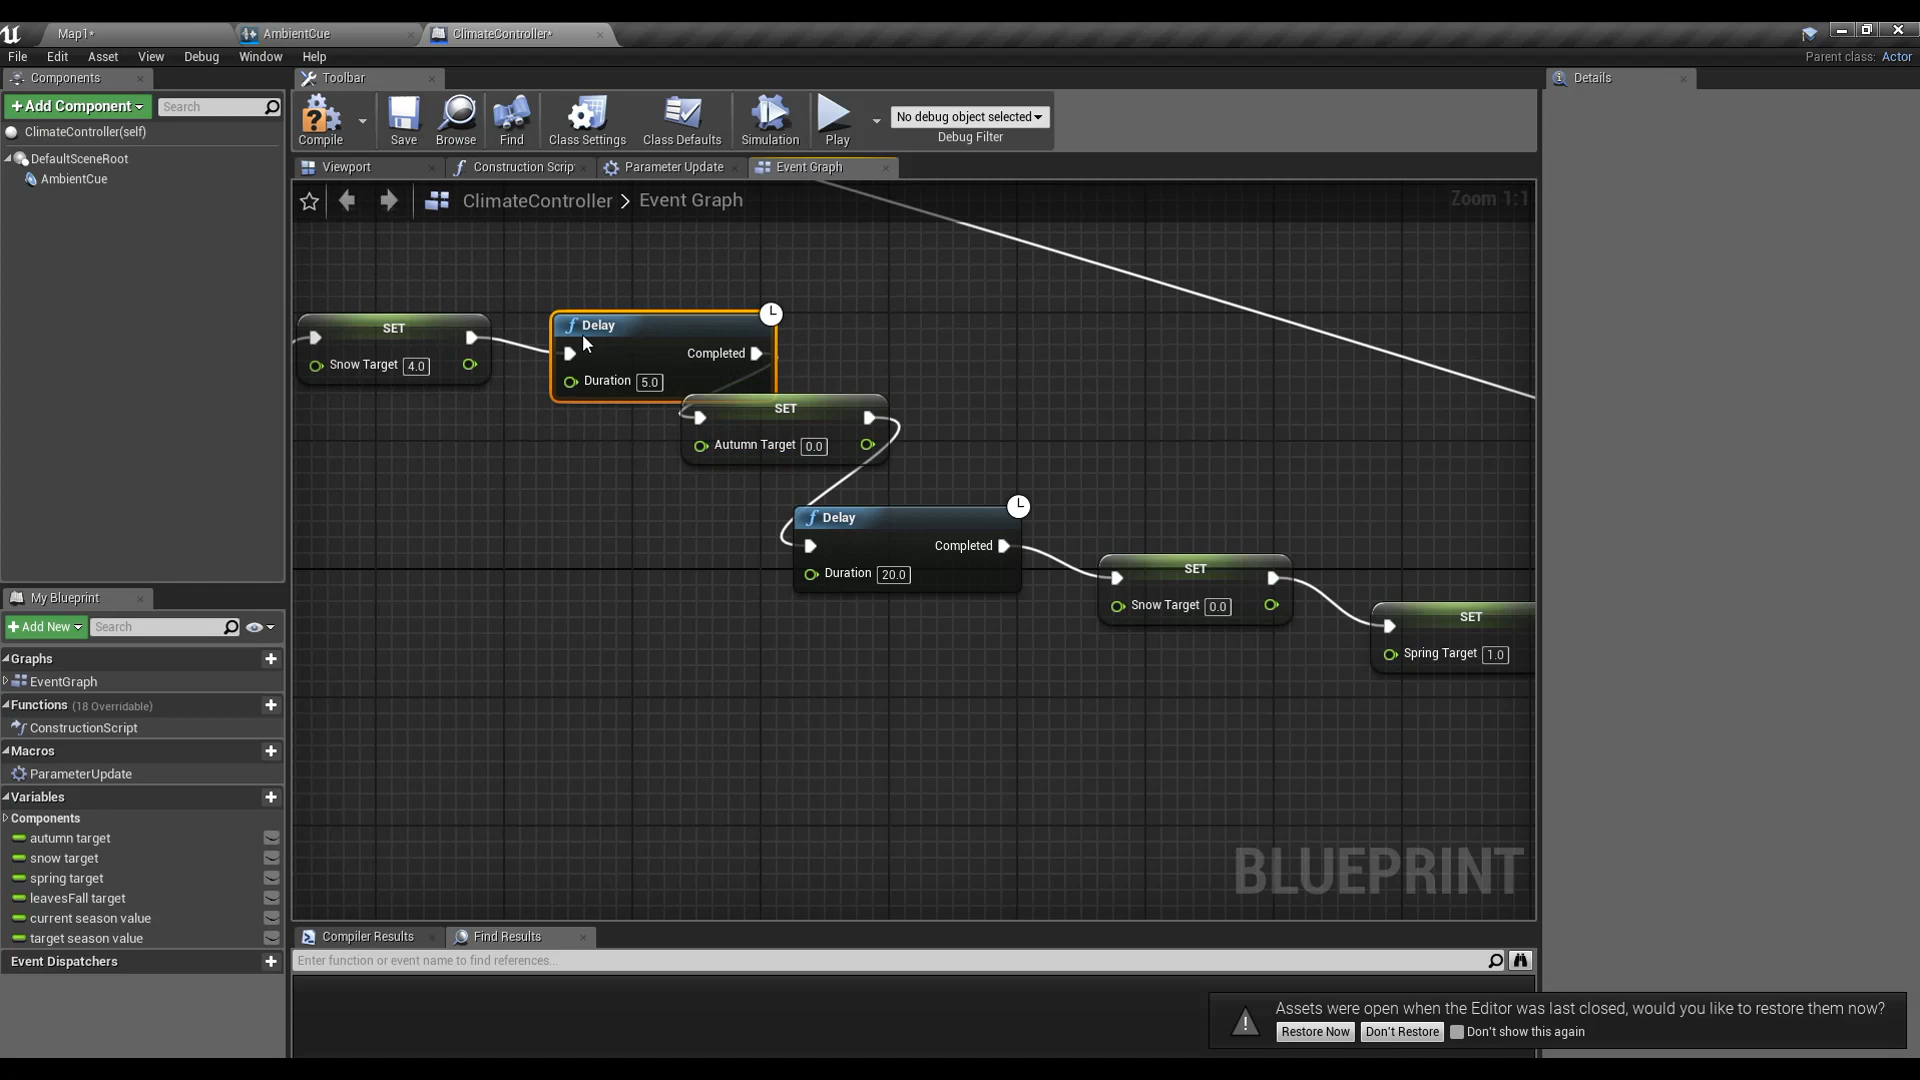 Map1*
AmbientCue
ClimateController*
File Edit Asset View Debug Window Help
Parent class: Actor
Components
Toolbar
Details
Add Component
Search
Compile
Save
Browse
Find
Class Settings
Class Defaults
Simulation
Play
No debug object selected
Debug Filter
ClimateController(self)
DefaultSceneRoot
AmbientCue
Viewport
Construction Scrip
Parameter Update
Event Graph
ClimateController > Event Graph
Zoom 1:1
SET
Snow Target 4.0
Delay
Completed
Duration 5.0
SET
Autumn Target 0.0
Delay
Completed
Duration 20.0
SET
Snow Target 0.0
SET
Spring Target 1.0
BLUEPRINT
My Blueprint
Add New
Search
Graphs
EventGraph
Functions (18 Overridable)
ConstructionScript
Macros
ParameterUpdate
Variables
Components
autumn target
snow target
spring target
leavesFall target
current season value
target season value
Event Dispatchers
Compiler Results
Find Results
Enter function or event name to find references...
Assets were open when the Editor was last closed, would you like to restore them now?
Restore Now
Don't Restore
Don't show this again